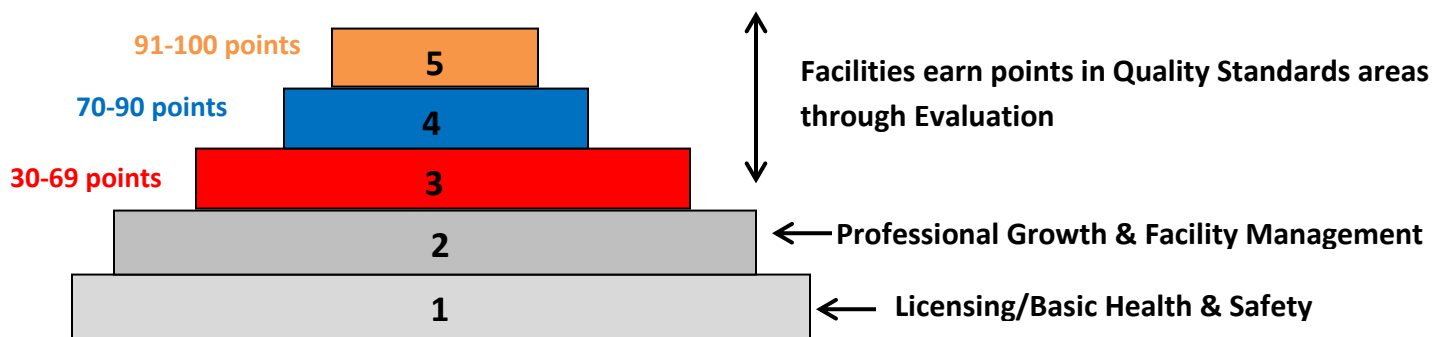 91-100 points
5
Facilities earn points in Quality Standards areas
through Evaluation
70-90 points
4
30-69 points
3
2
Professional Growth & Facility Management
1
Licensing/Basic Health & Safety